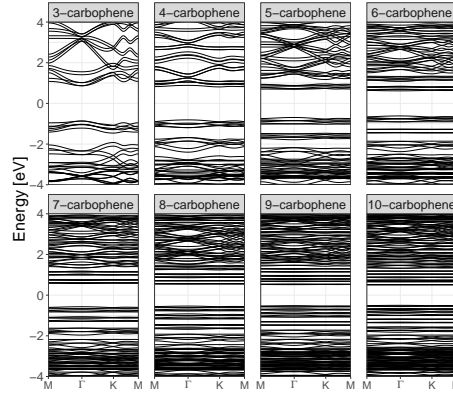 3−carbophene 4−carbophene 5−carbophene 6−carbophene
4
2
0
−2
−4
Energy [eV]
7−carbophene 8−carbophene 9−carbophene 10−carbophene
4
2
0
−2
−4
M Γ K M M Γ K M M Γ K M M Γ K M